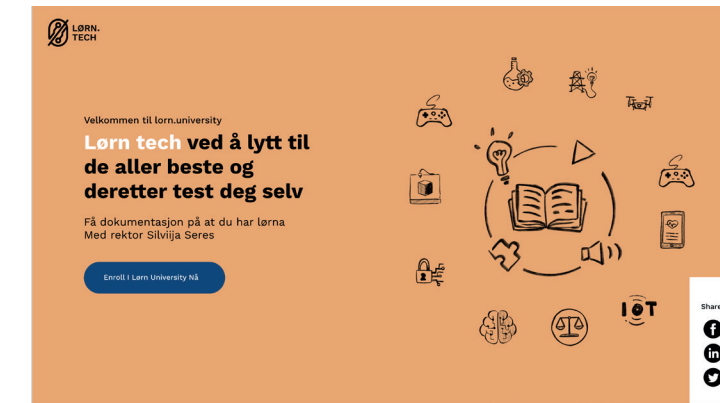 LØRN.
TECH
Velkommen til lorn.university
Lørn tech ved å lytt til
de aller beste og
deretter test deg selv
Få dokumentasjon på at du har lørna
Med rektor Silviija Seres
Enroll I Lørn University Nå
IOT
Share